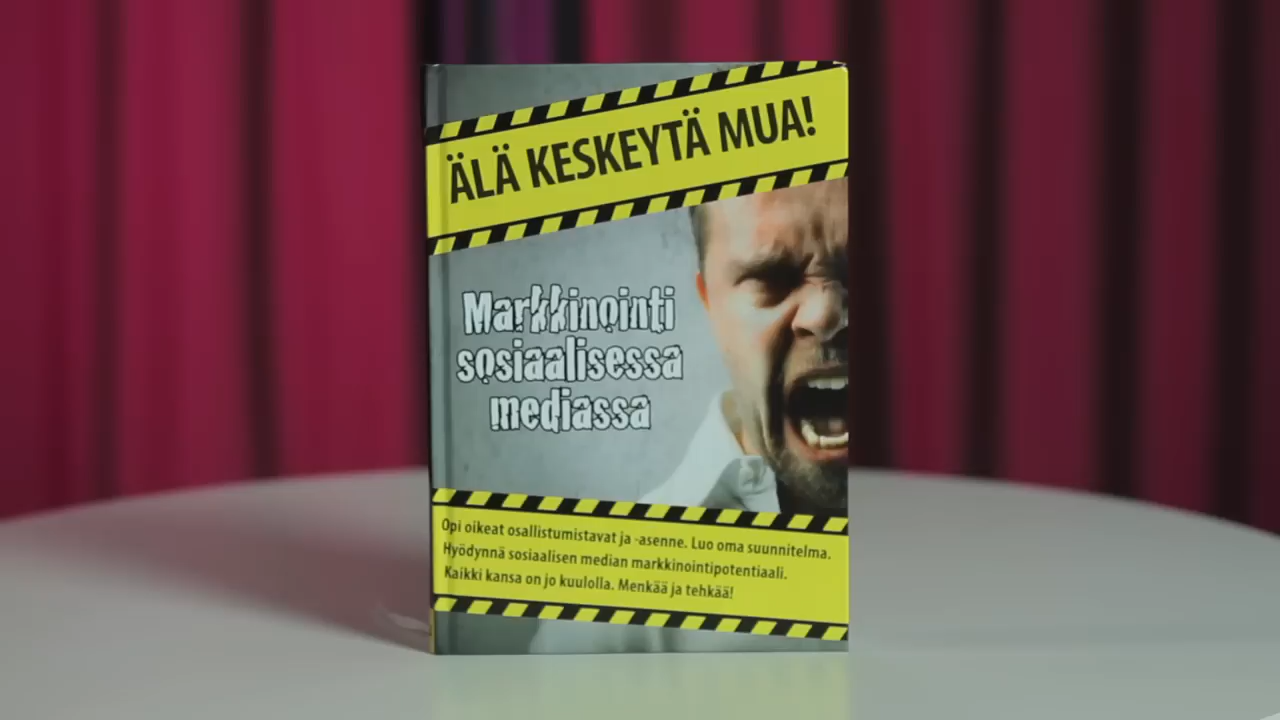 ÄLÄ KESKEYTÄ MUA!
Markkinointi
sosiaalisessa
mediassa
Opi oikeat osallistumistavat ja -asenne. Luo oma suunnitelma.
Hyödynnä sosiaalisen median markkinointipotentiaali.
Kaikki kansa on jo kuulolla. Menkää ja tehkää!